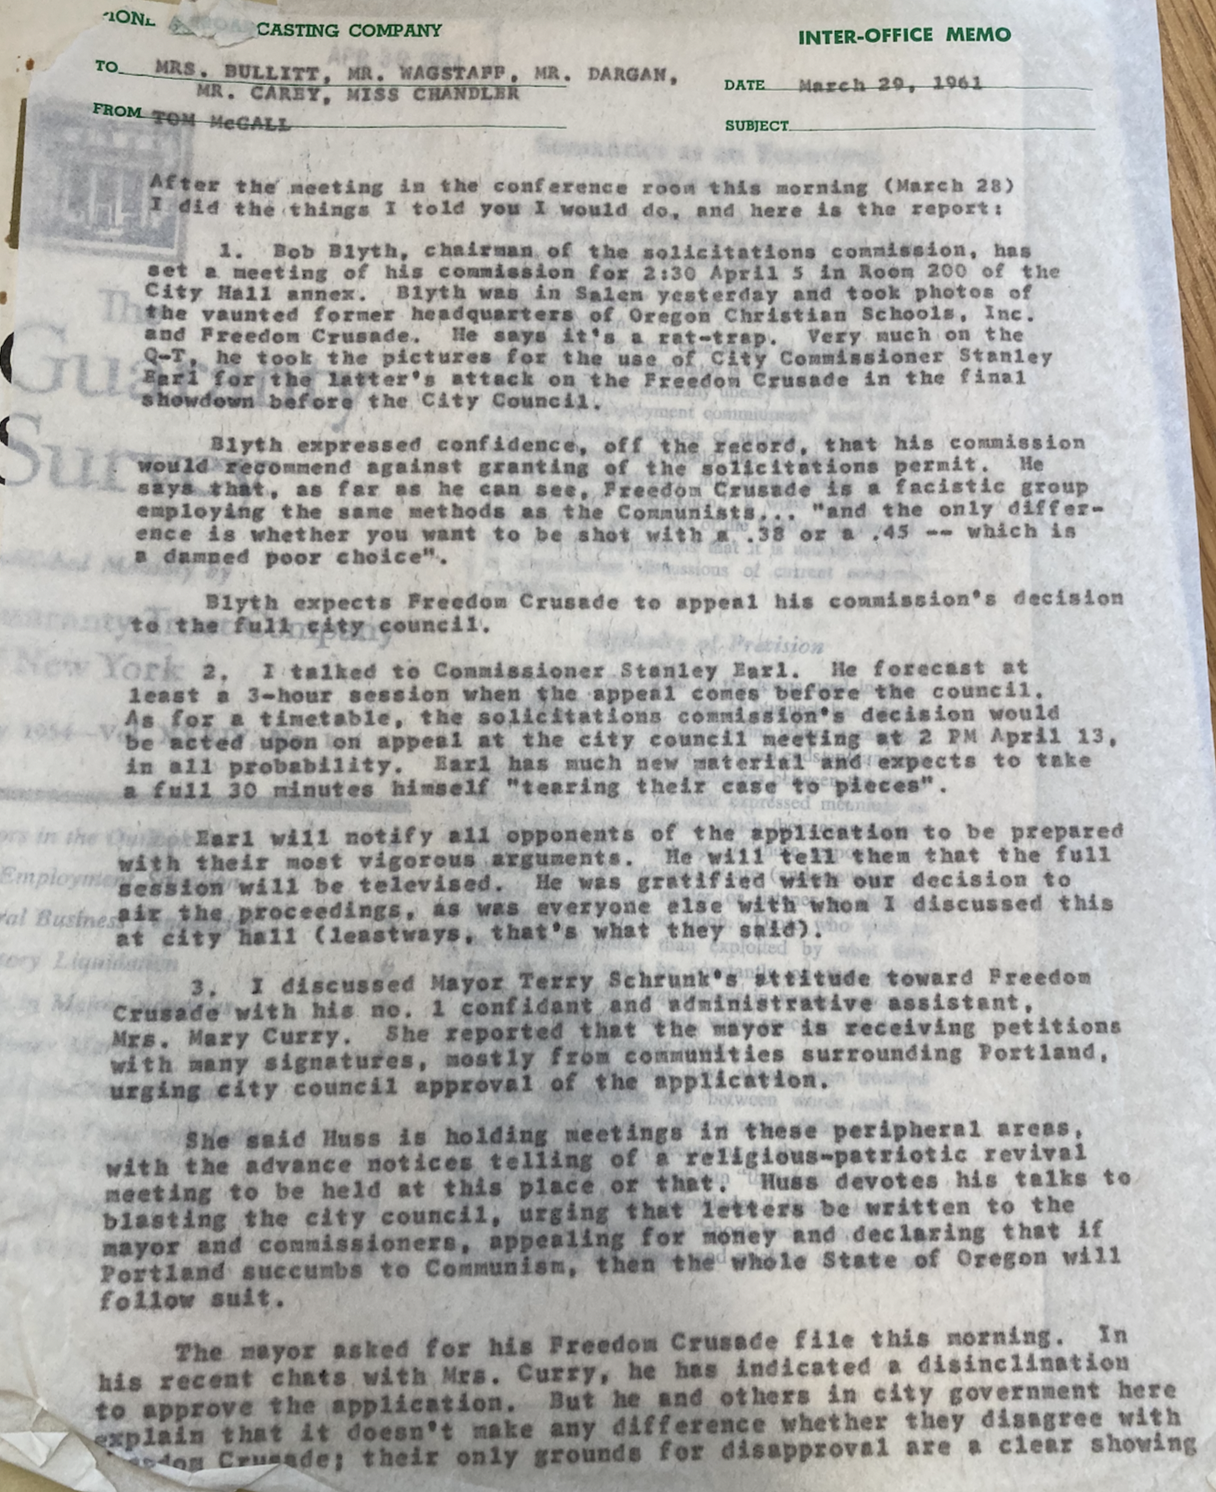 CASTING COMPANY
INTER-OFFICE MEMO
TO MRS. BULLITT, MR. WAGSTAFF, MR. DARGAN,
MR. CAREY, MISS CHANDLER
DATE March 29, 1961
FROM TOM McCALL
SUBJECT
After the meeting in the conference room this morning (March 28)
I did the things I told you I would do, and here is the report:
1. Bob Blyth, chairman of the solicitations commission, has
set a meeting of his commission for 2:30 April 5 in Room 200 of the
City Hall annex. Blyth was in Salem yesterday and took photos of
the vaunted former headquarters of Oregon Christian Schools, Inc.
and Freedom Crusade. He says it's a rat-trap. Very much on the
Q-T, he took the pictures for the use of City Commissioner Stanley
Earl for the latter's attack on the Freedom Crusade in the final
showdown before the City Council.
Blyth expressed confidence, off the record, that his commission
would recommend against granting of the solicitations permit. He
says that, as far as he can see, Freedom Crusade is a facistic group
employing the same methods as the Communists... "and the only differ-
ence is whether you want to be shot with a .38 or a .45 -- which is
a damned poor choice".
Blyth expects Freedom Crusade to appeal his commission's decision
to the full city council.
2. I talked to Commissioner Stanley Earl. He forecast at
least a 3-hour session when the appeal comes before the council.
As for a timetable, the solicitations commission's decision would
be acted upon on appeal at the city council meeting at 2 PM April 13,
in all probability. Earl has much new material and expects to take
a full 30 minutes himself "tearing their case to pieces".
Earl will notify all opponents of the application to be prepared
with their most vigorous arguments. He will tell them that the full
session will be televised. He was gratified with our decision to
air the proceedings, as was everyone else with whom I discussed this
at city hall (leastways, that's what they said).
3. I discussed Mayor Terry Schrunk's attitude toward Freedom
Crusade with his no. 1 confidant and administrative assistant,
Mrs. Mary Curry. She reported that the mayor is receiving petitions
with many signatures, mostly from communities surrounding Portland,
urging city council approval of the application.
She said Huss is holding meetings in these peripheral areas,
with the advance notices telling of a religious-patriotic revival
meeting to be held at this place or that. Huss devotes his talks to
blasting the city council, urging that letters be written to the
mayor and commissioners, appealing for money and declaring that if
Portland succumbs to Communism, then the whole State of Oregon will
follow suit.
The mayor asked for his Freedom Crusade file this morning. In
his recent chats with Mrs. Curry, he has indicated a disinclination
to approve the application. But he and others in city government here
explain that it doesn't make any difference whether they disagree with
Crusade; their only grounds for disapproval are a clear showing